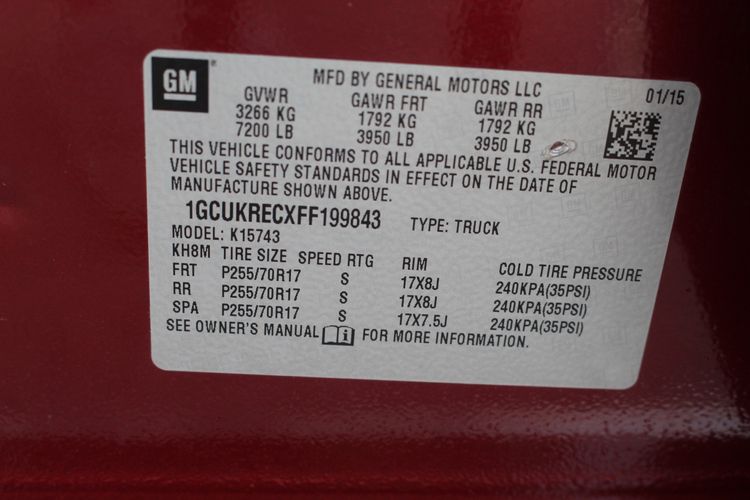 GM
MFD BY GENERAL MOTORS LLC
01/15
GVWR GAWR FRT GAWR RR
3266 KG 1792 KG 1792 KG
7200 LB 3950 LB 3950 LB
THIS VEHICLE CONFORMS TO ALL APPLICABLE U.S. FEDERAL MOTOR
VEHICLE SAFETY STANDARDS IN EFFECT ON THE DATE OF
MANUFACTURE SHOWN ABOVE.
1GCUKRECXFF199843 TYPE: TRUCK
MODEL: K15743
KH8M TIRE SIZE SPEED RTG RIM COLD TIRE PRESSURE
FRT P255/70R17 S 17X8J 240KPA(35PSI)
RR P255/70R17 S 17X8J 240KPA(35PSI)
SPA P255/70R17 S 17X7.5J 240KPA(35PSI)
SEE OWNER'S MANUAL i FOR MORE INFORMATION.